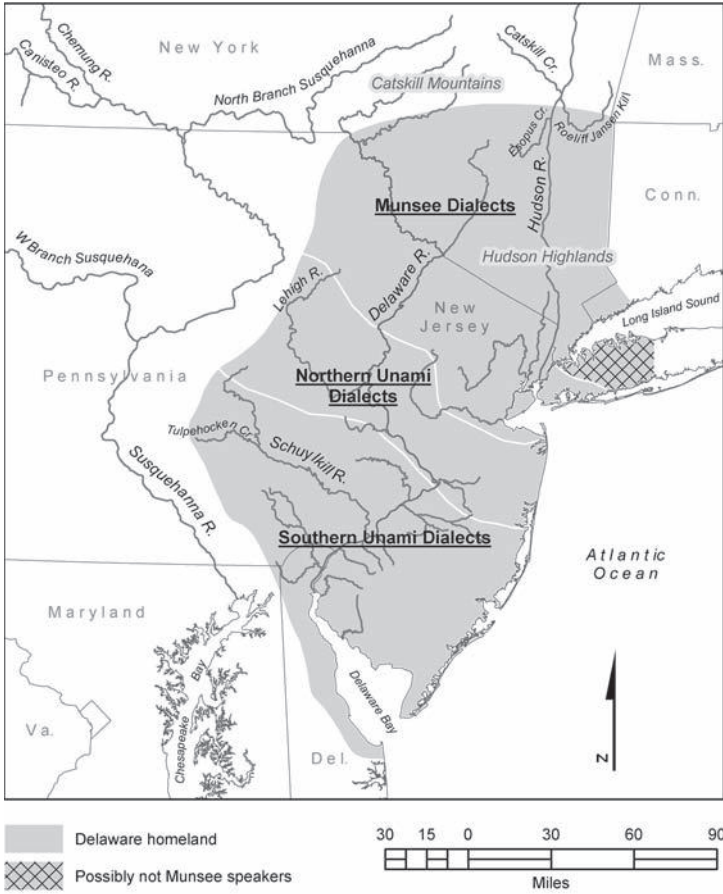 New York
Chemung R.
Canisteo R.
North Branch Susquehanna
Catskill Cr.
Mass.
Catskill Mountains
Esopus Cr.
Roeliff Jansen Kill
Hudson R.
Conn.
Munsee Dialects
W Branch Susquehana
Hudson Highlands
Lehigh R.
Delaware R.
New
Jersey
Long Island Sound
Pennsylvania
Northern Unami
Dialects
Tulpehocken Cr.
Schuylkill R.
Susquehanna R.
Southern Unami Dialects
Atlantic
Ocean
Maryland
Chesapeake Bay
Delaware Bay
Va.
Del.
N
Delaware homeland
Possibly not Munsee speakers
30 15 0 30 60 90
Miles